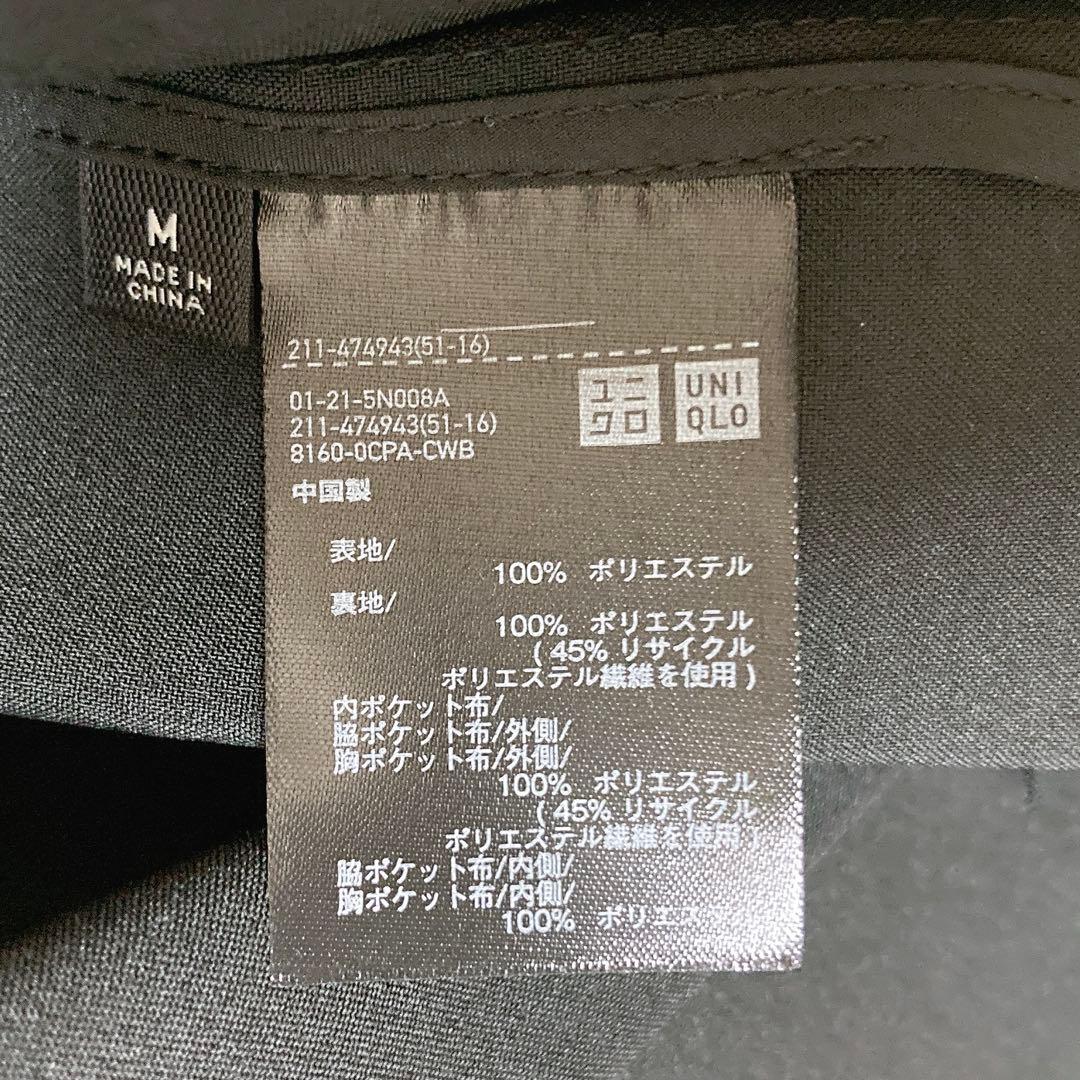 M
MADE IN
CHINA
211-474943(51-16)
01-21-5N008A
211-474943(51-16)
8160-0CPA-CWB
ユニ
クロ
UNI
QLO
中国製
表地/
100% ポリエステル
裏地/
100% ポリエステル
(45% リサイクル
ポリエステル繊維を使用)
内ポケット布/
脇ポケット布/外側/
胸ポケット布/外側/
100% ポリエステル
(45% リサイクル
ポリエステル繊維を使用)
脇ポケット布/内側/
胸ポケット布/内側/
100% ポリエステル